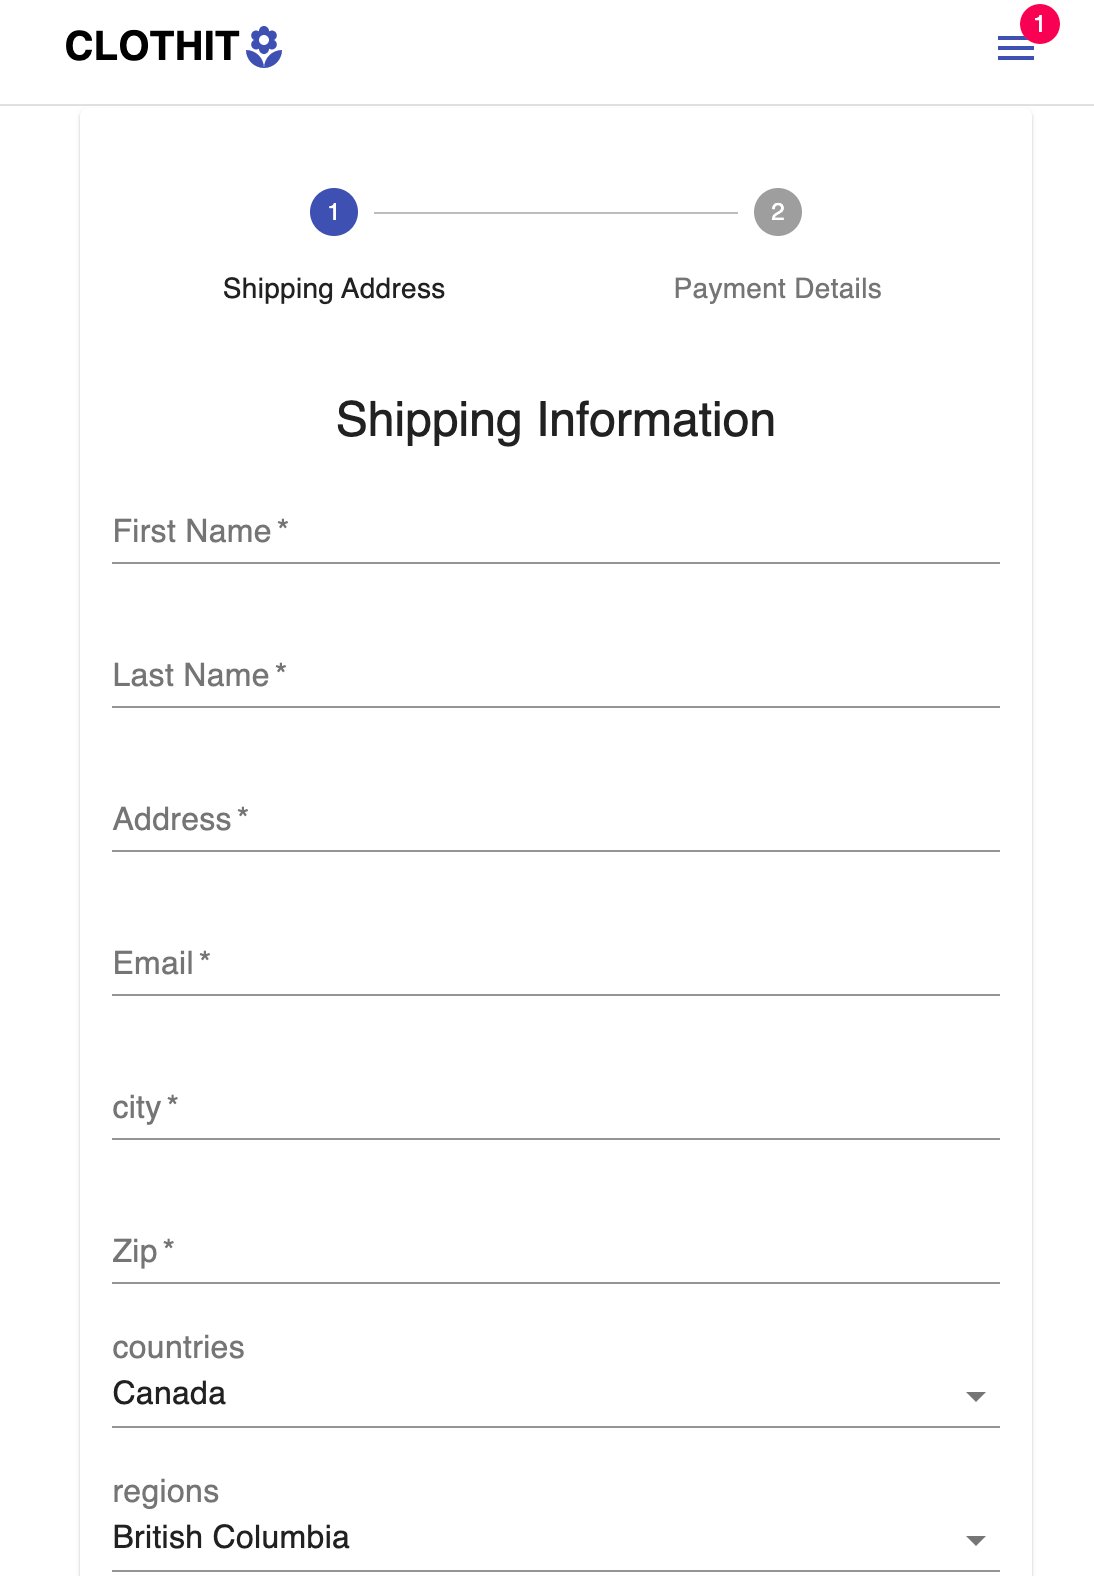 CLOTHIT
1
1
2
Shipping Address
Payment Details
Shipping Information
First Name *
Last Name *
Address *
Email *
city *
Zip *
countries
Canada
regions
British Columbia